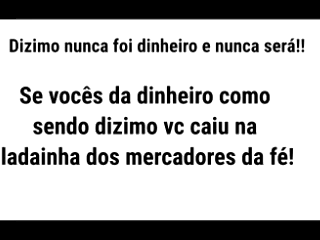 Dizimo nunca foi dinheiro e nunca será!!
Se vocês da dinheiro como
sendo dizimo vc caiu na
ladainha dos mercadores da fé!